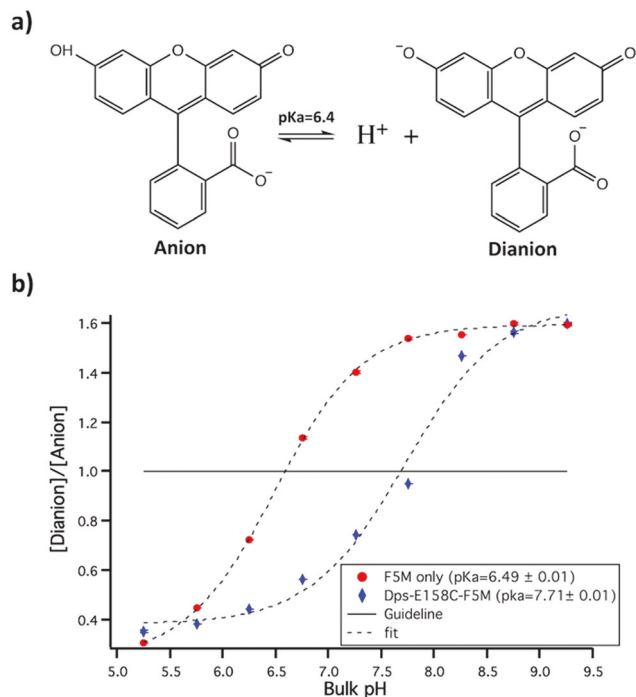 a)
OH
O
O
⁻O
O
O
pKa=6.4
H⁺ +
O
O⁻
O⁻
O
Anion
Dianion
b)
1.6
1.4
1.2
1.0
0.8
0.6
0.4
[Dianion]/[Anion]
F5M only (pKa=6.49 ± 0.01)
Dps-E158C-F5M (pka=7.71± 0.01)
Guideline
fit
5.0 5.5 6.0 6.5 7.0 7.5 8.0 8.5 9.0 9.5
Bulk pH